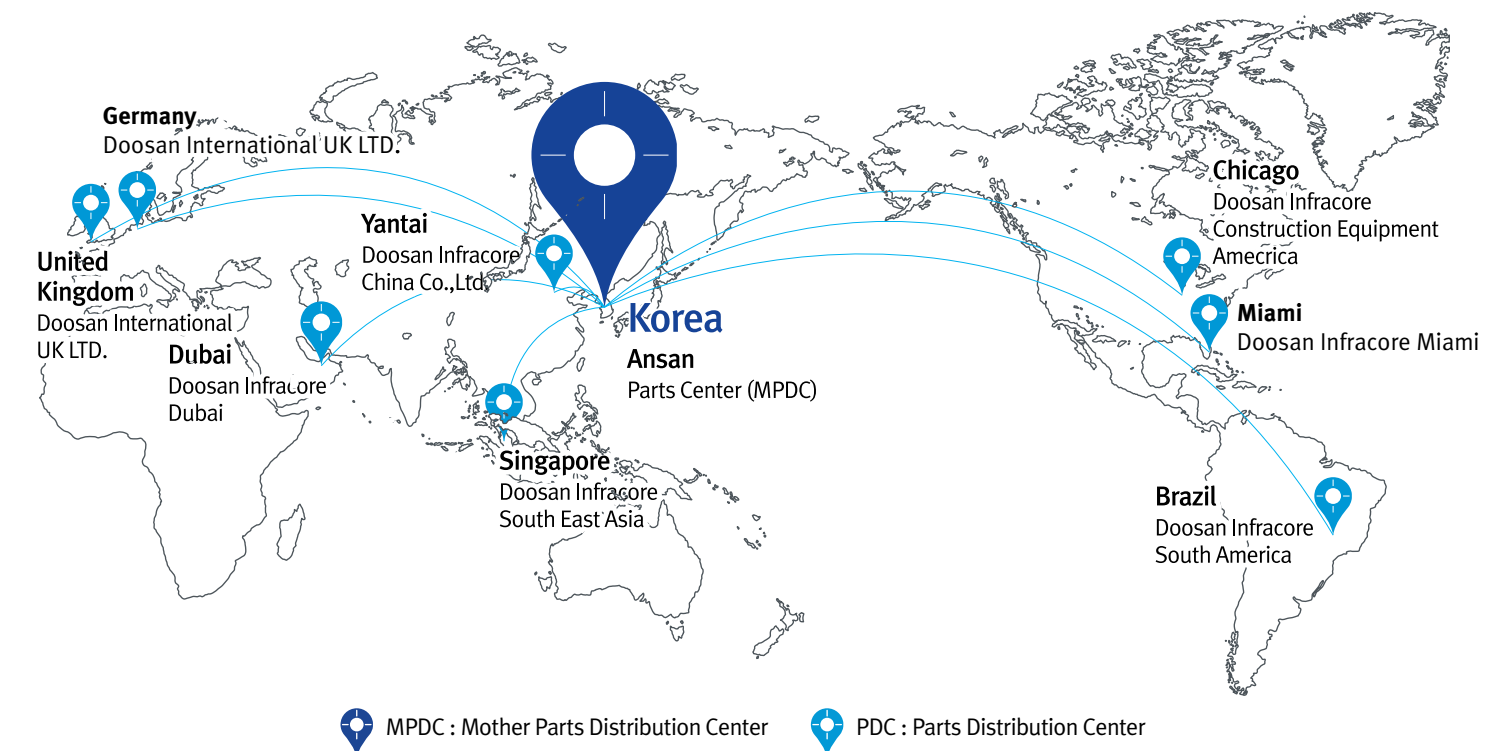 Germany
Doosan International UK LTD.
United
Kingdom
Doosan International
UK LTD.
Dubai
Doosan Infracore
Dubai
Yantai
Doosan Infracore
China Co.,Ltd.
Korea
Ansan
Parts Center (MPDC)
Singapore
Doosan Infracore
South East Asia
Chicago
Doosan Infracore
Construction Equipment
Amecrica
Miami
Doosan Infracore Miami
Brazil
Doosan Infracore
South America
MPDC : Mother Parts Distribution Center
PDC : Parts Distribution Center